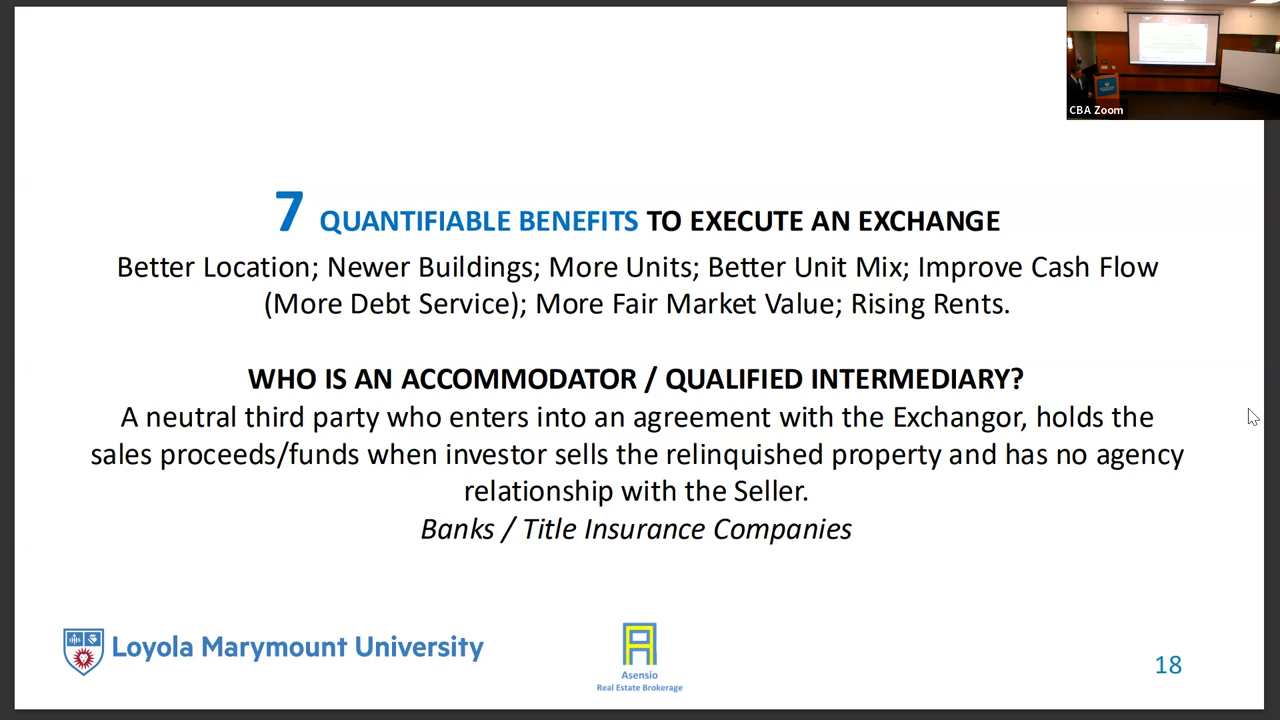 CBA Zoom
7 QUANTIFIABLE BENEFITS TO EXECUTE AN EXCHANGE
Better Location; Newer Buildings; More Units; Better Unit Mix; Improve Cash Flow
(More Debt Service); More Fair Market Value; Rising Rents.
WHO IS AN ACCOMMODATOR / QUALIFIED INTERMEDIARY?
A neutral third party who enters into an agreement with the Exchangor, holds the
sales proceeds/funds when investor sells the relinquished property and has no agency
relationship with the Seller.
Banks / Title Insurance Companies
Loyola Marymount University
Asensio
Real Estate Brokerage
18